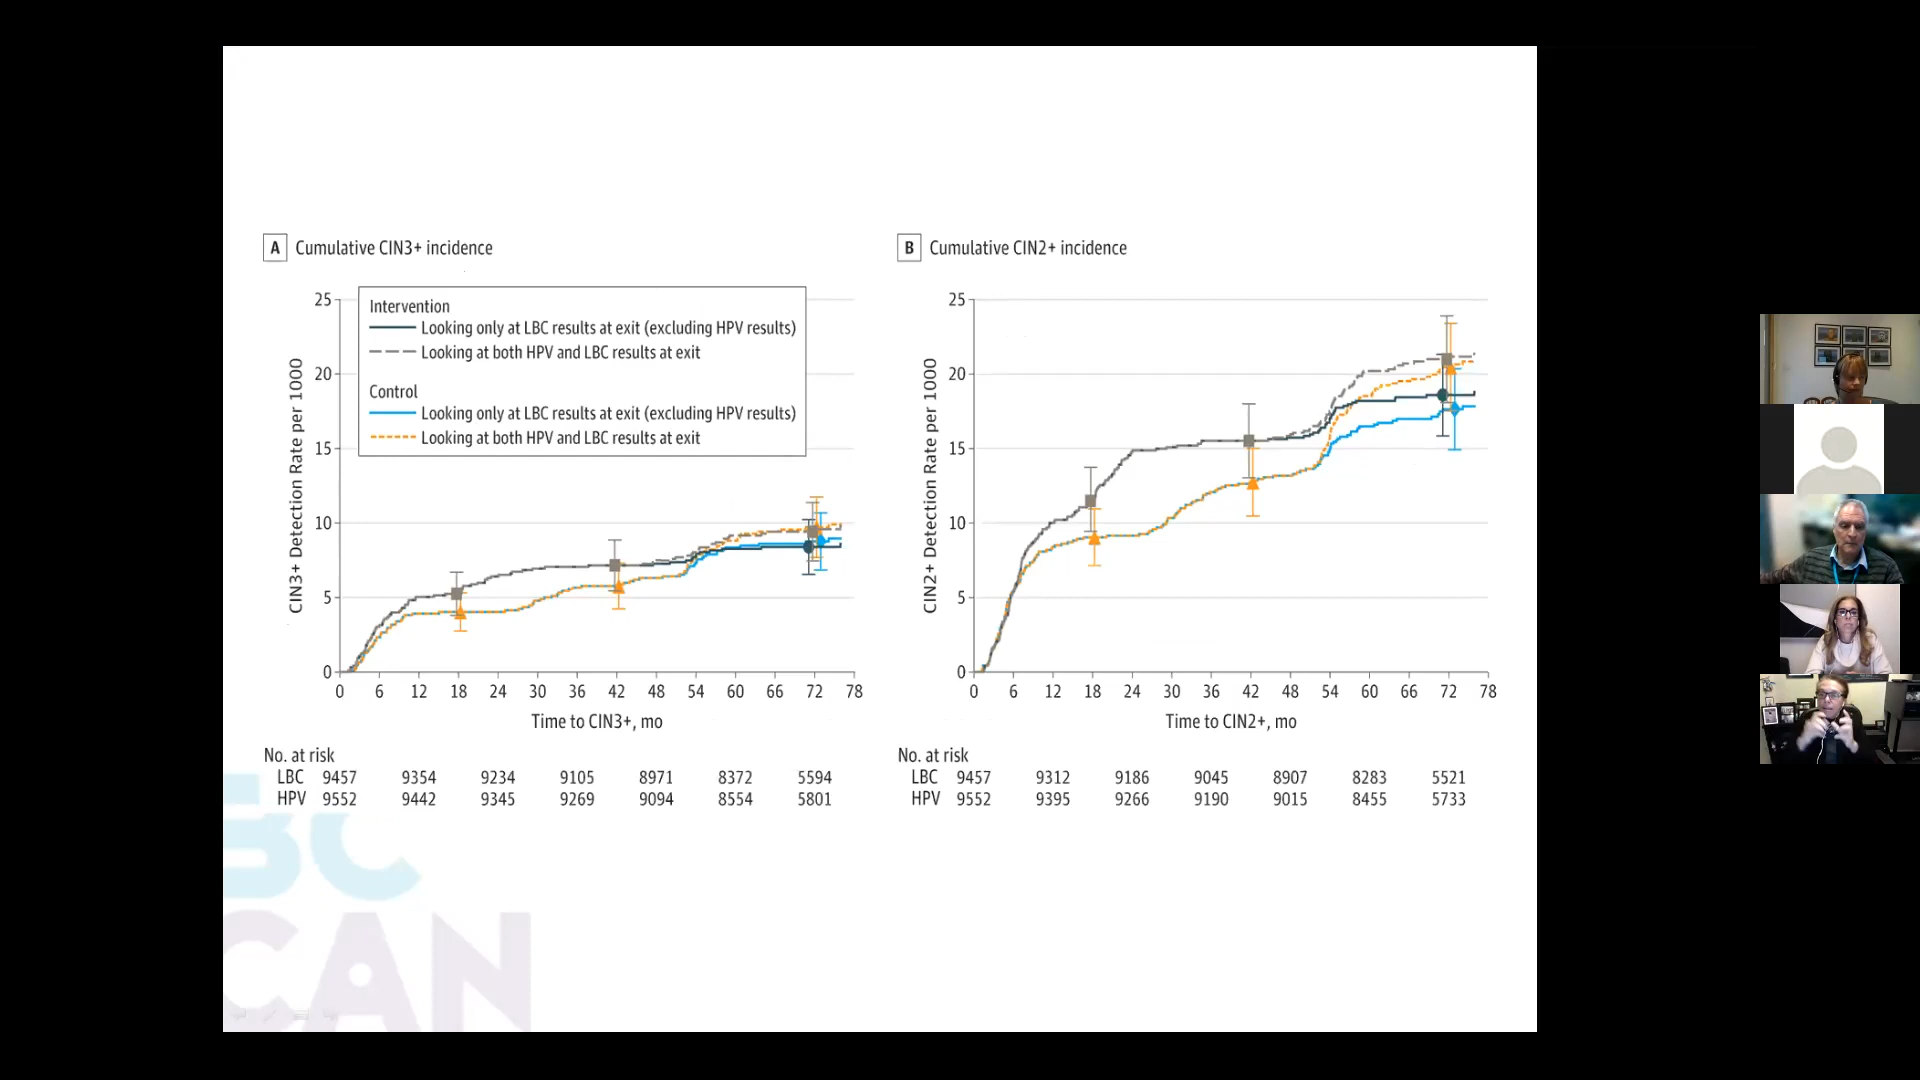 A Cumulative CIN3+ incidence
25
20
15
10
5
0
CIN3+ Detection Rate per 1000
Intervention
Looking only at LBC results at exit (excluding HPV results)
Looking at both HPV and LBC results at exit
Control
Looking only at LBC results at exit (excluding HPV results)
Looking at both HPV and LBC results at exit
0 6 12 18 24 30 36 42 48 54 60 66 72 78
Time to CIN3+, mo
No. at risk
LBC 9457 9354 9234 9105 8971 8372 5594
HPV 9552 9442 9345 9269 9094 8554 5801
B Cumulative CIN2+ incidence
25
20
15
10
5
0
CIN2+ Detection Rate per 1000
0 6 12 18 24 30 36 42 48 54 60 66 72 78
Time to CIN2+, mo
No. at risk
LBC 9457 9312 9186 9045 8907 8283 5521
HPV 9552 9395 9266 9190 9015 8455 5733
BC
CAN